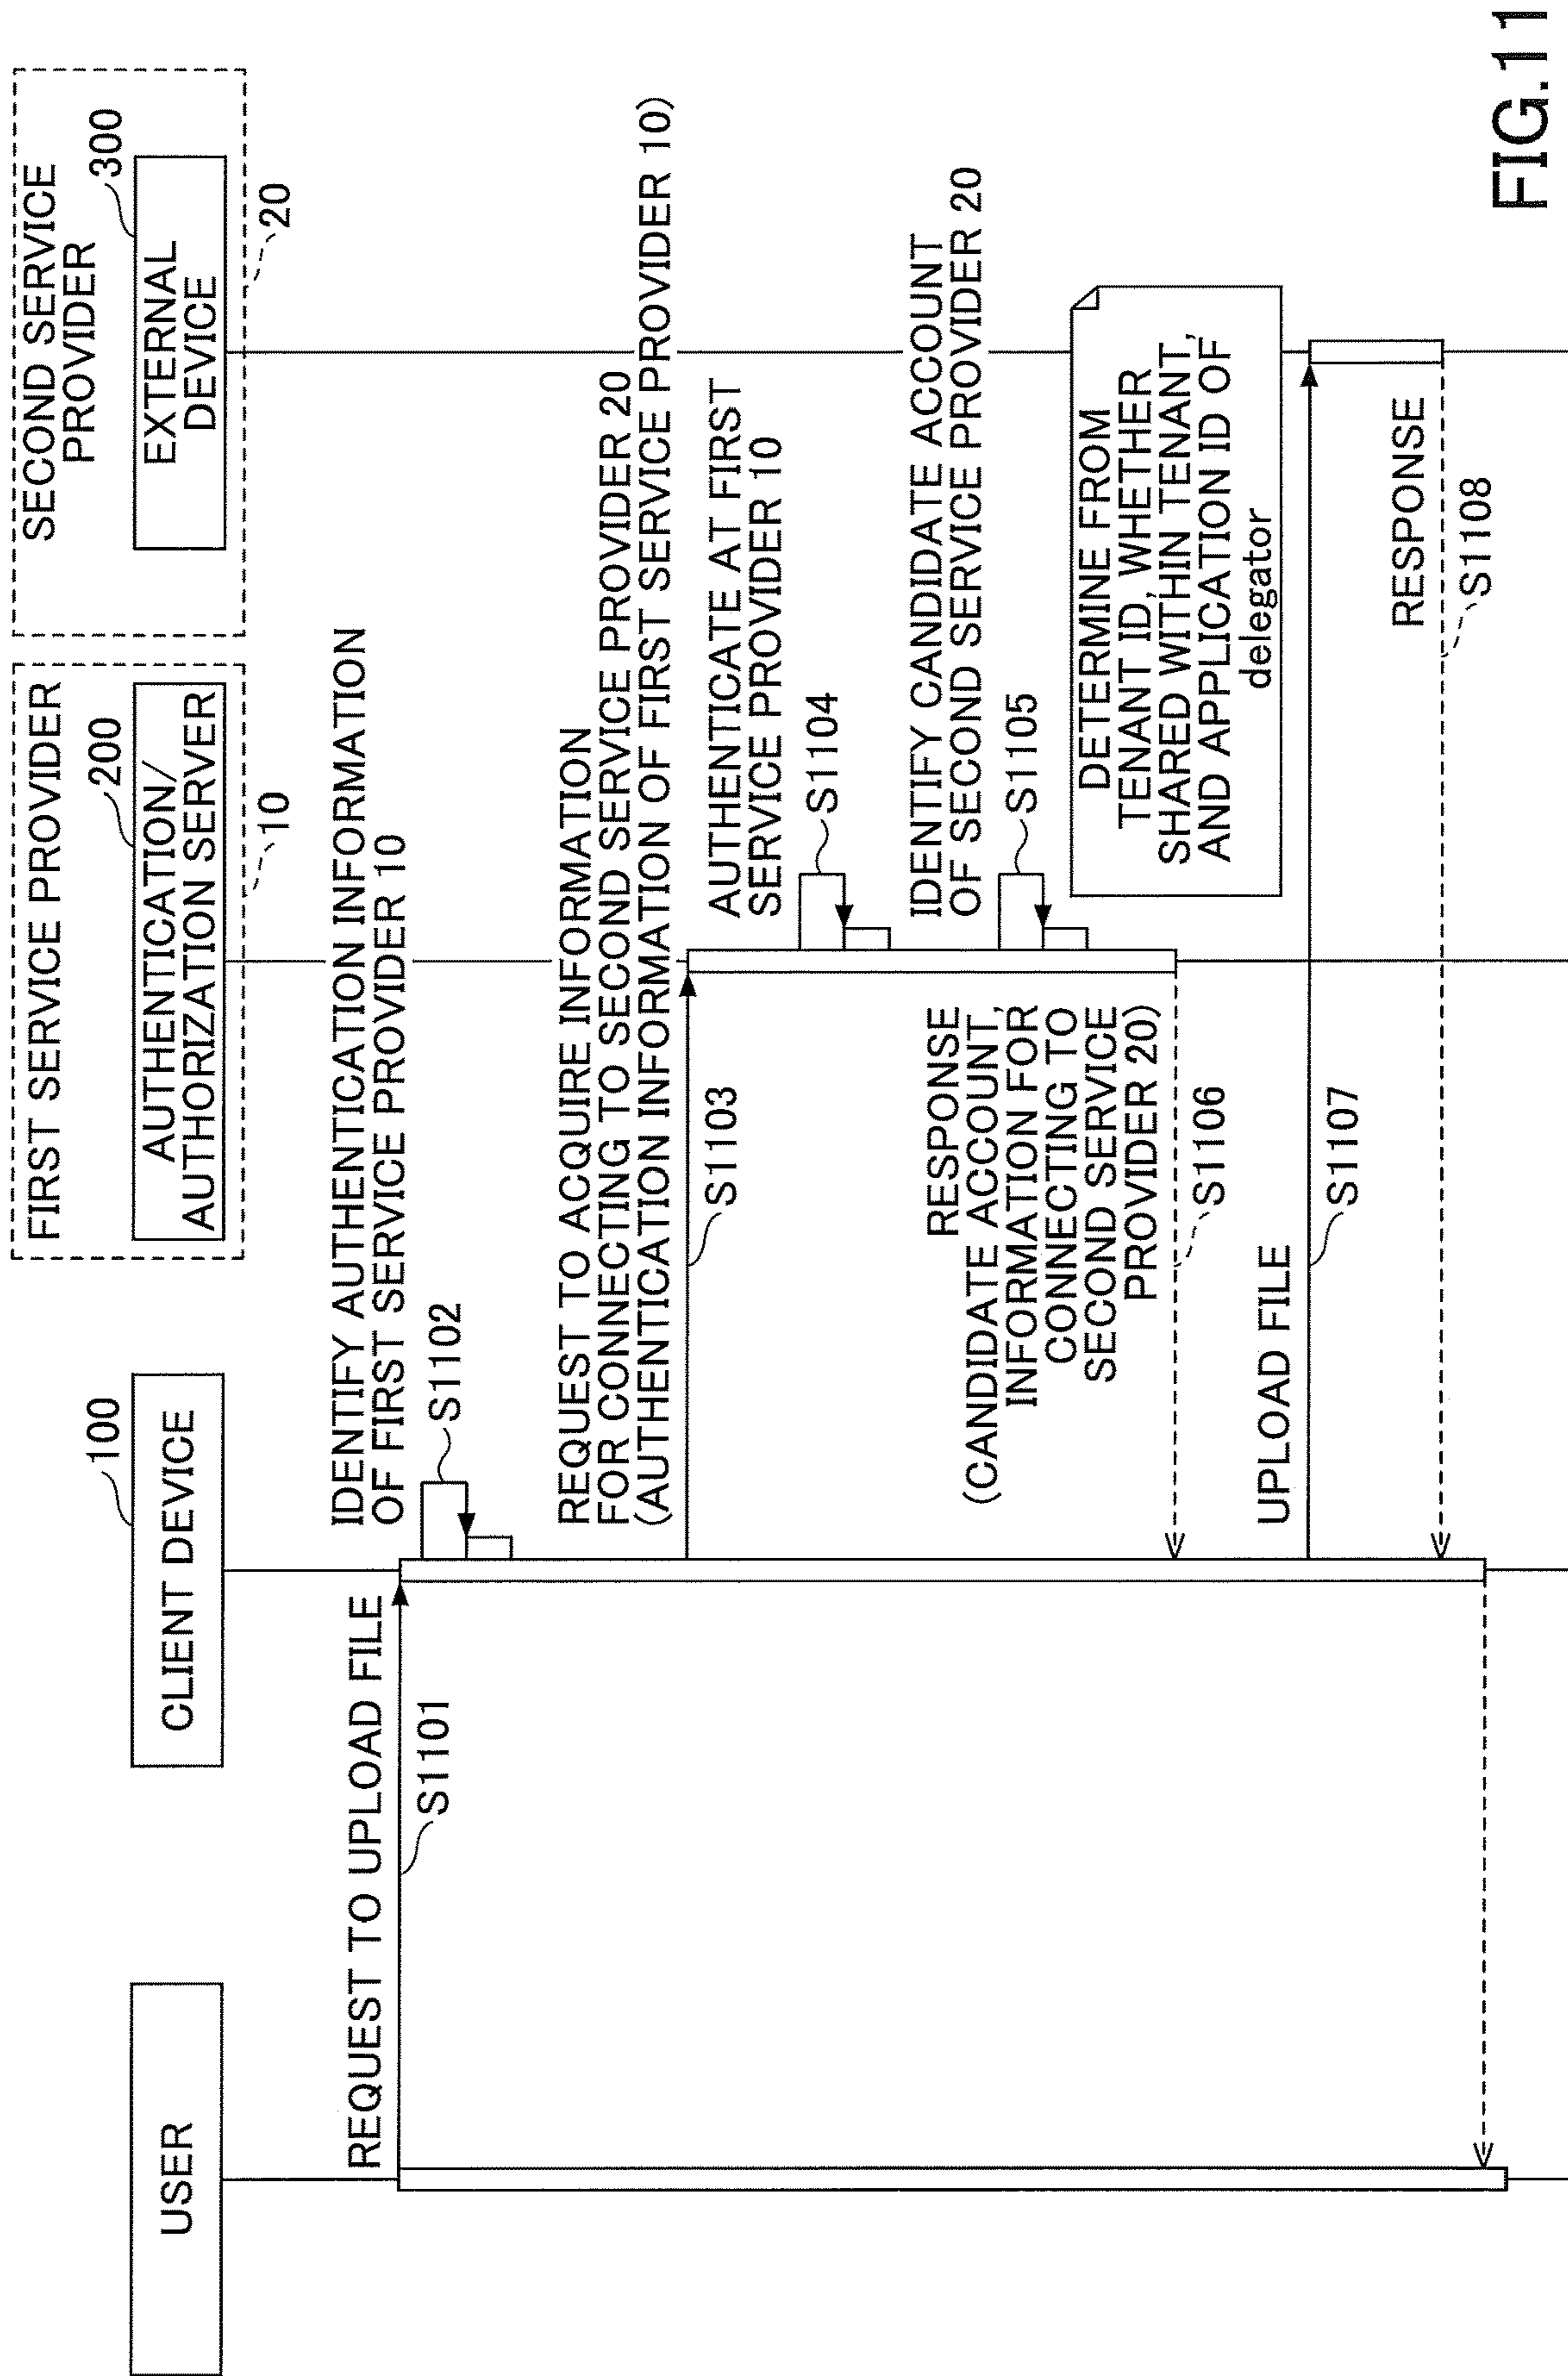 USER
CLIENT DEVICE
100
FIRST SERVICE PROVIDER
200
AUTHENTICATION/
AUTHORIZATION SERVER
10
SECOND SERVICE
PROVIDER
300
EXTERNAL
DEVICE
20
REQUEST TO UPLOAD FILE
S1101
IDENTIFY AUTHENTICATION INFORMATION
OF FIRST SERVICE PROVIDER 10
S1102
REQUEST TO ACQUIRE INFORMATION
FOR CONNECTING TO SECOND SERVICE PROVIDER 20
(AUTHENTICATION INFORMATION OF FIRST SERVICE PROVIDER 10)
S1103
AUTHENTICATE AT FIRST
SERVICE PROVIDER 10
S1104
IDENTIFY CANDIDATE ACCOUNT
OF SECOND SERVICE PROVIDER 20
S1105
DETERMINE FROM
TENANT ID, WHETHER
SHARED WITHIN TENANT,
AND APPLICATION ID OF
delegator
RESPONSE
(CANDIDATE ACCOUNT,
INFORMATION FOR
CONNECTING TO
SECOND SERVICE
PROVIDER 20)
S1106
UPLOAD FILE
S1107
RESPONSE
S1108
FIG.11